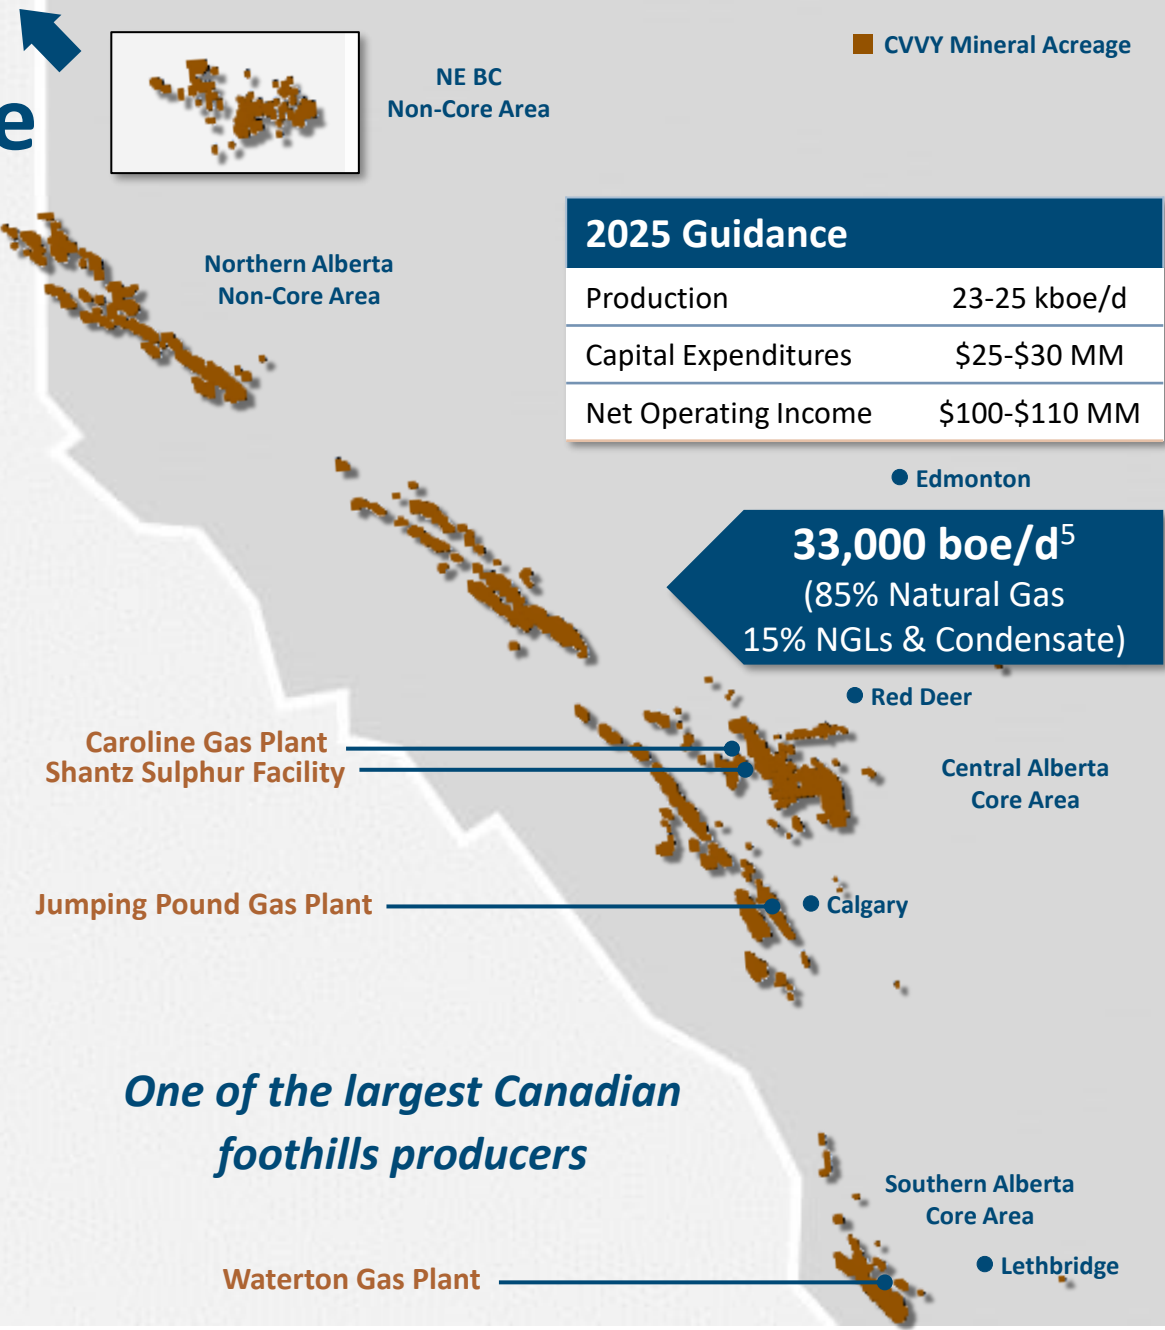 CVVY Mineral Acreage
NE BC
Non-Core Area
e
2025 Guidance
Northern Alberta
Non-Core Area
Production 23-25 kboe/d
Capital Expenditures $25-$30 MM
Net Operating Income $100-$110 MM
Edmonton
33,000 boe/d5
(85% Natural Gas
15% NGLs & Condensate)
Red Deer
Caroline Gas Plant
Shantz Sulphur Facility
Central Alberta
Core Area
Jumping Pound Gas Plant
Calgary
One of the largest Canadian
foothills producers
Southern Alberta
Core Area
Lethbridge
Waterton Gas Plant